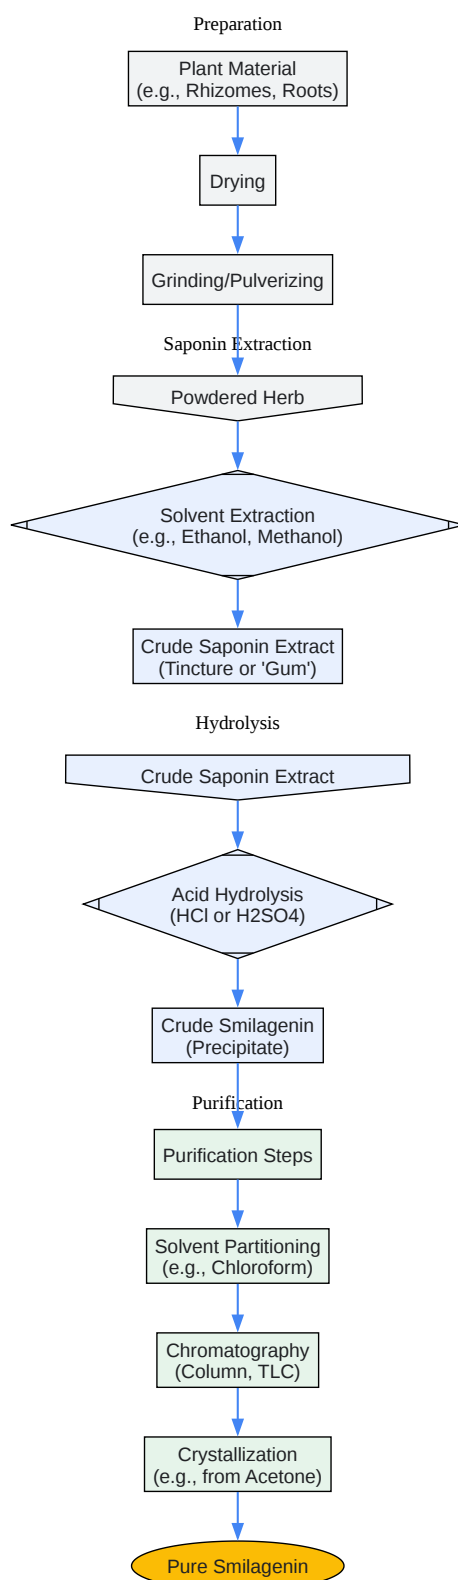 Preparation
Plant Material
(e.g., Rhizomes, Roots)
Drying
Grinding/Pulverizing
Saponin Extraction
Powdered Herb
Solvent Extraction
(e.g., Ethanol, Methanol)
Crude Saponin Extract
(Tincture or 'Gum')
Hydrolysis
Crude Saponin Extract
Acid Hydrolysis
(HCl or H2SO4)
Crude Smilagenin
(Precipitate)
Purification
Purification Steps
Solvent Partitioning
(e.g., Chloroform)
Chromatography
(Column, TLC)
Crystallization
(e.g., from Acetone)
Pure Smilagenin